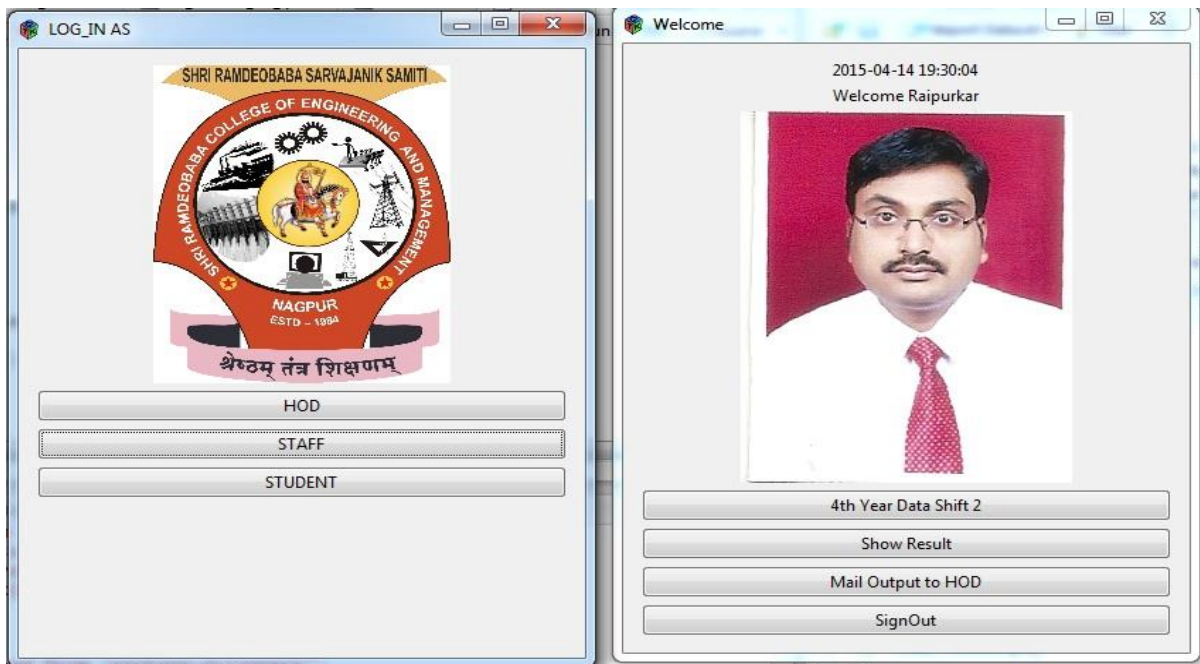 LOG_IN AS
SHRI RAMDEOBABA SARVAJANIK SAMITI
SHRI RAMDEOBABA COLLEGE OF ENGINEERING AND MANAGEMENT
NAGPUR
ESTD – 1984
श्रेष्ठम् तंत्र शिक्षणम्
HOD
STAFF
STUDENT
Welcome
2015-04-14 19:30:04
Welcome Raipurkar
4th Year Data Shift 2
Show Result
Mail Output to HOD
SignOut